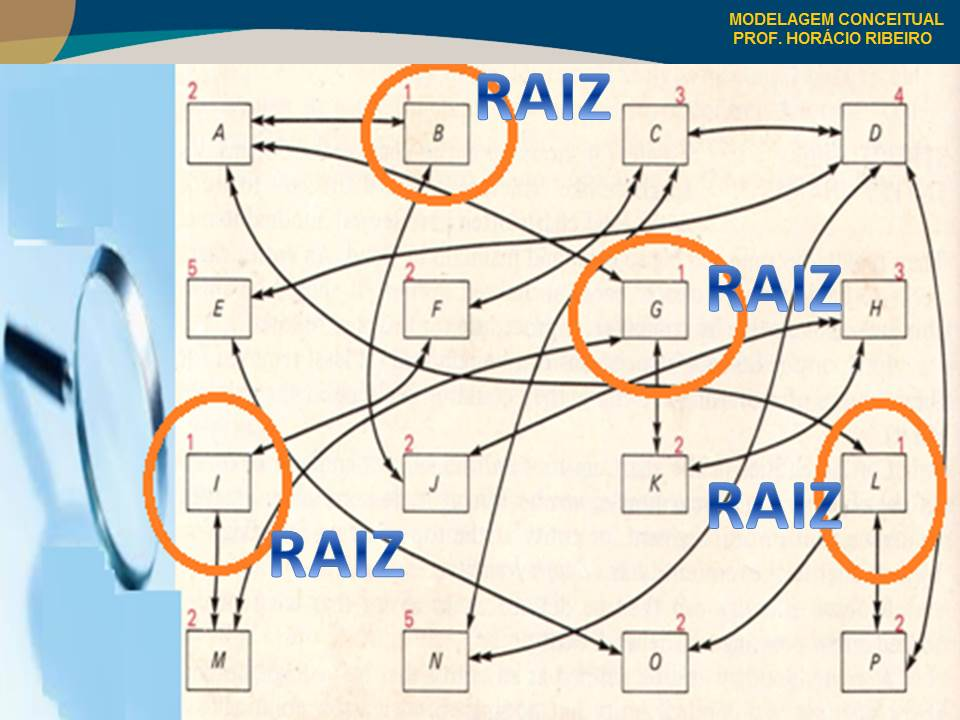 MODELAGEM CONCEITUAL
PROF. HORÁCIO RIBEIRO
RAIZ
2 1 3 4
A B C D
RAIZ
5 2 1 3
E F G H
1 2 2 1
I J K L
RAIZ
RAIZ
2 5 2 2
M N O P